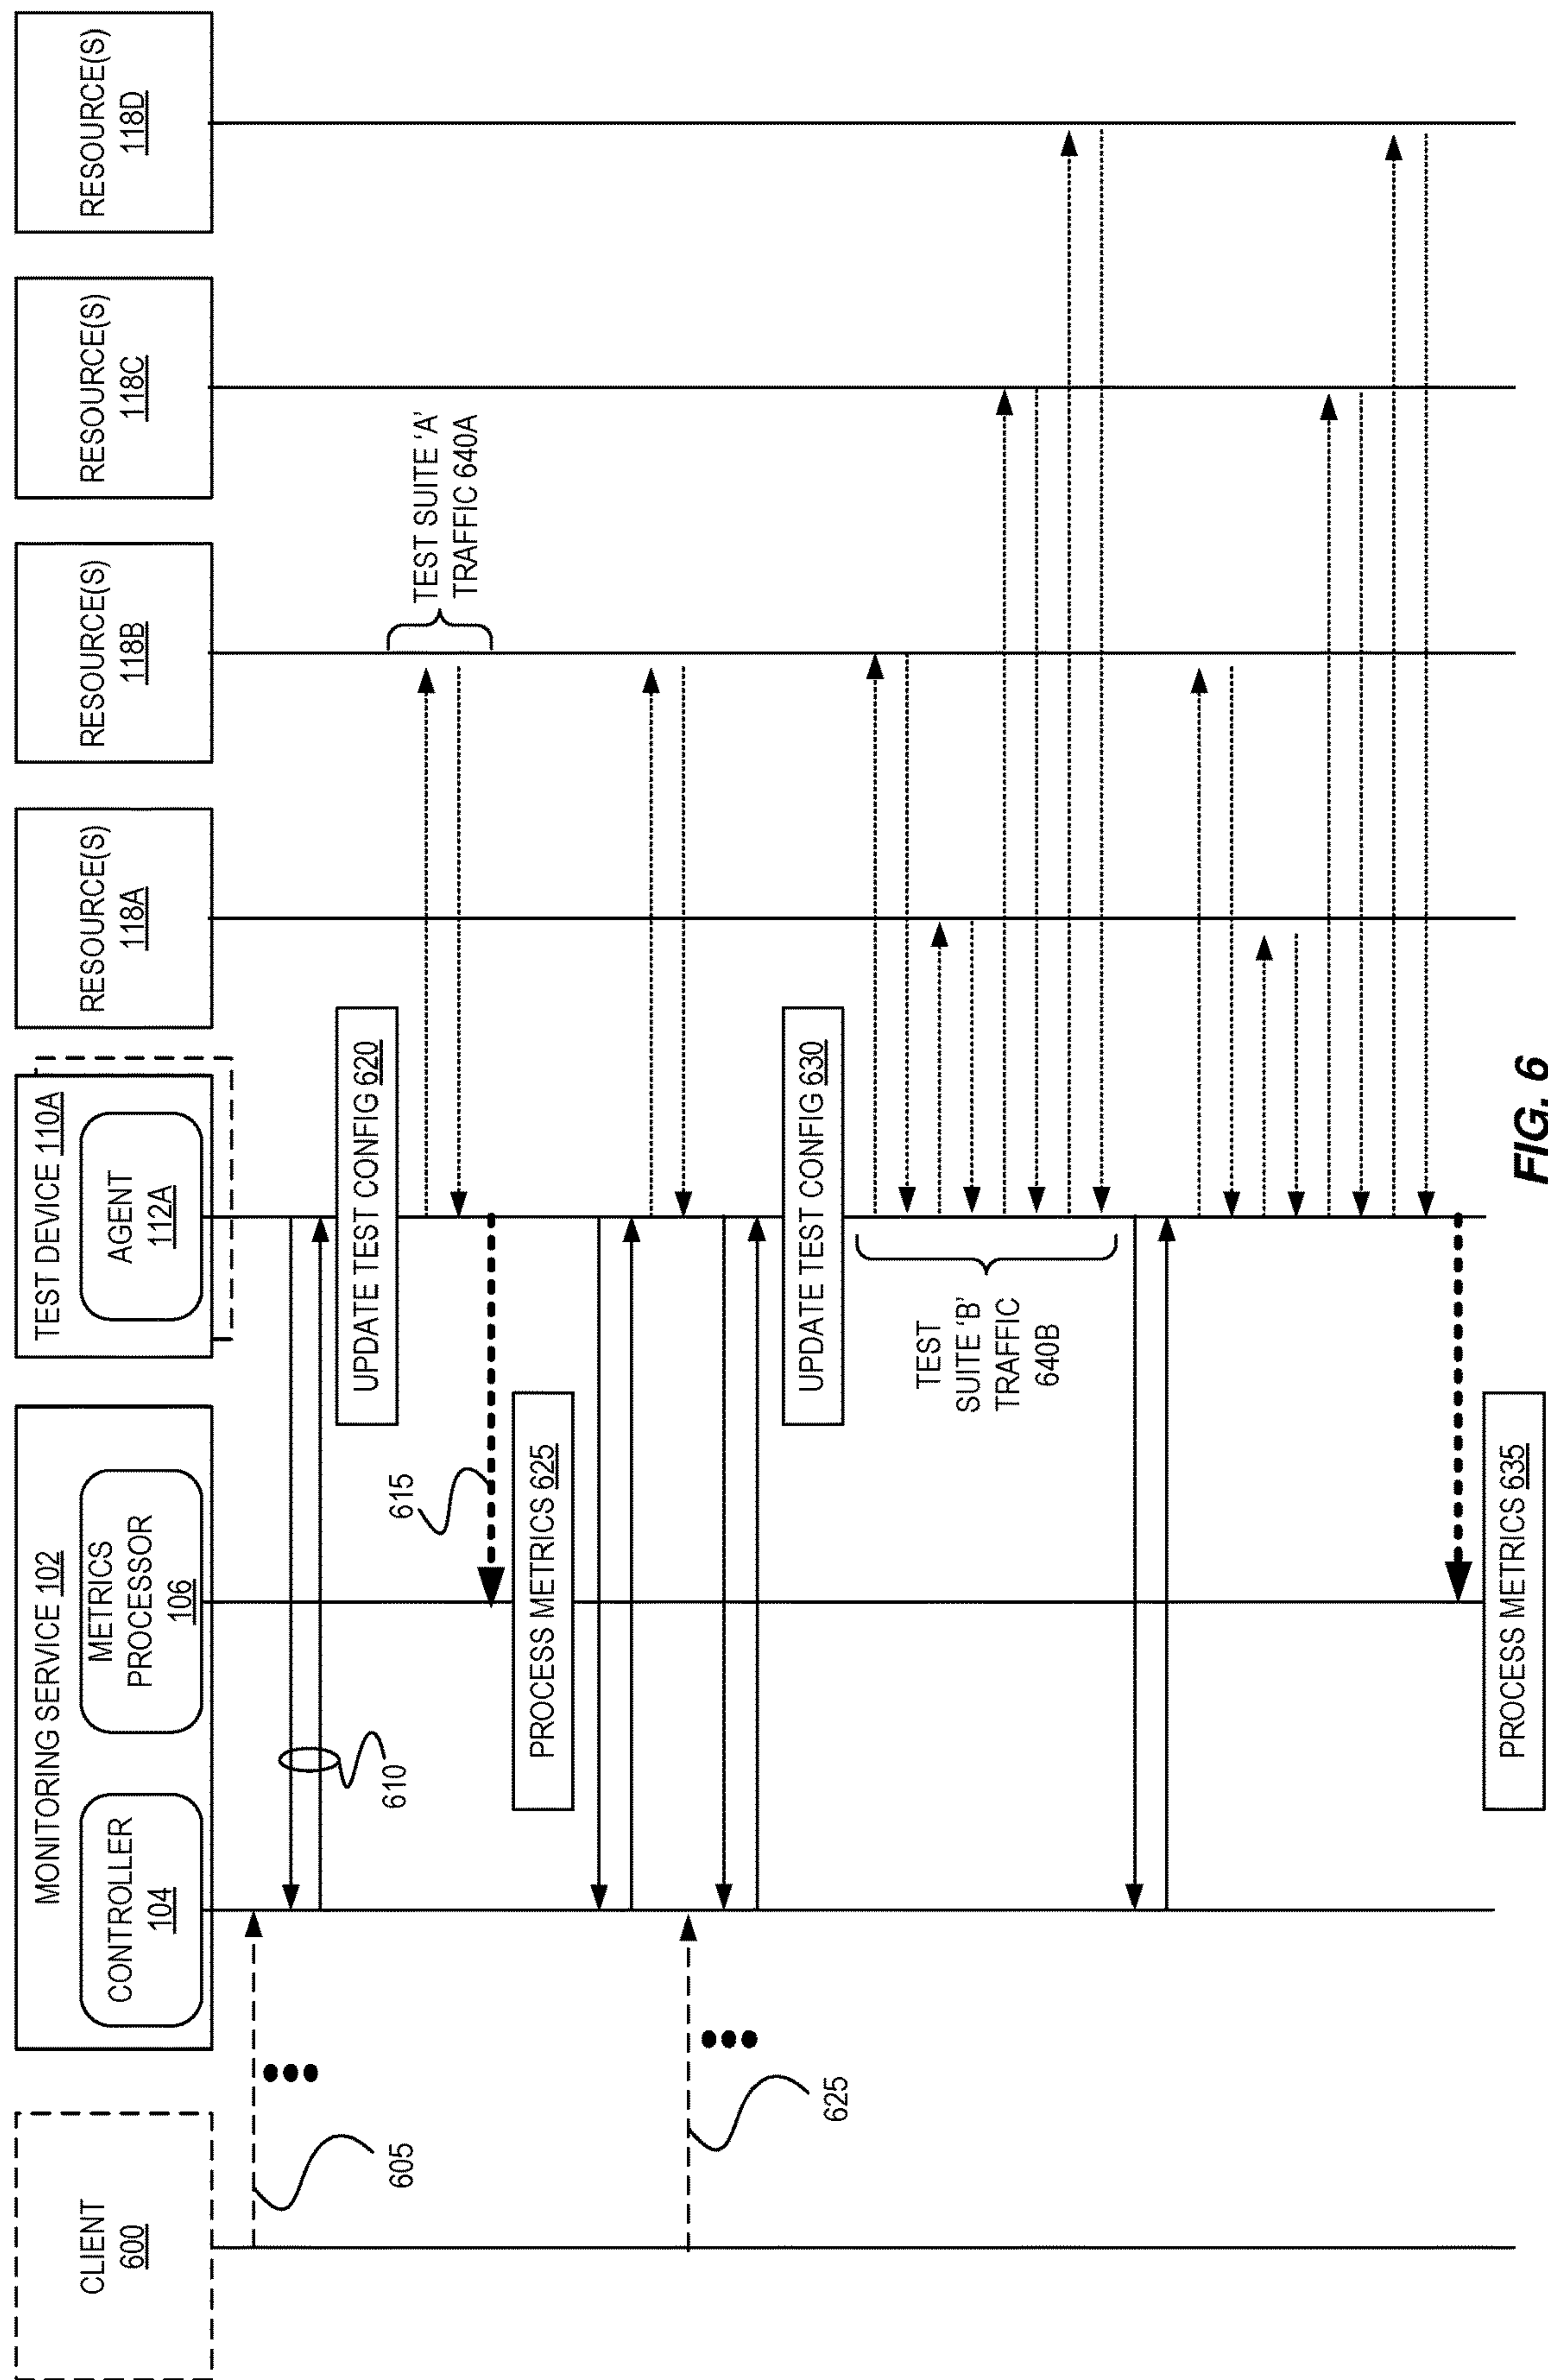 CLIENT
600
MONITORING SERVICE 102
CONTROLLER
104
METRICS
PROCESSOR
106
TEST DEVICE 110A
AGENT
112A
RESOURCE(S)
118A
RESOURCE(S)
118B
RESOURCE(S)
118C
RESOURCE(S)
118D
605
610
UPDATE TEST CONFIG 620
TEST SUITE 'A'
TRAFFIC 640A
615
PROCESS METRICS 625
625
UPDATE TEST CONFIG 630
TEST
SUITE 'B'
TRAFFIC
640B
PROCESS METRICS 635
FIG. 6